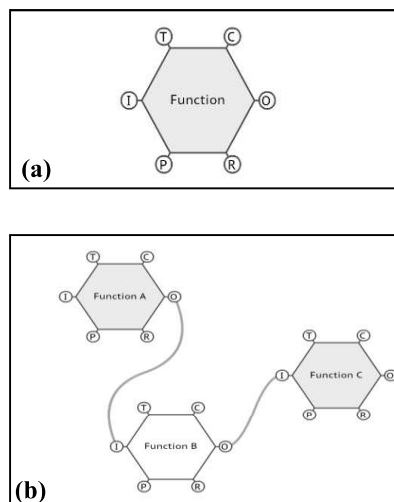 T C
I Function O
P R
(a)
T C
I Function A O
P R
T C
I Function C O
P R
T C
I Function B O
P R
(b)